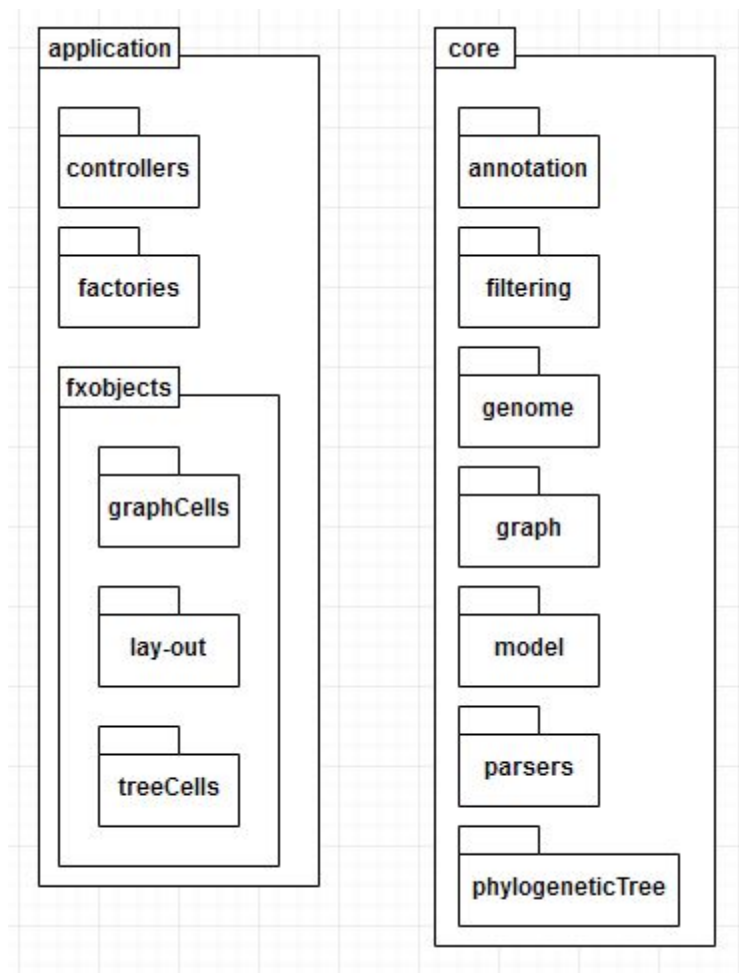 application
controllers
factories
fxobjects
graphCells
lay-out
treeCells
core
annotation
filtering
genome
graph
model
parsers
phylogeneticTree